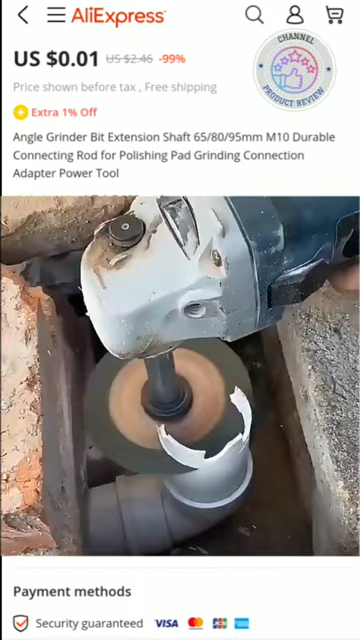 AliExpress
CHANNEL
PRODUCT REVIEW
US $0.01 US $2.46 -99%
Price shown before tax , Free shipping
Extra 1% Off
Angle Grinder Bit Extension Shaft 65/80/95mm M10 Durable
Connecting Rod for Polishing Pad Grinding Connection
Adapter Power Tool
Payment methods
Security guaranteed VISA JCB